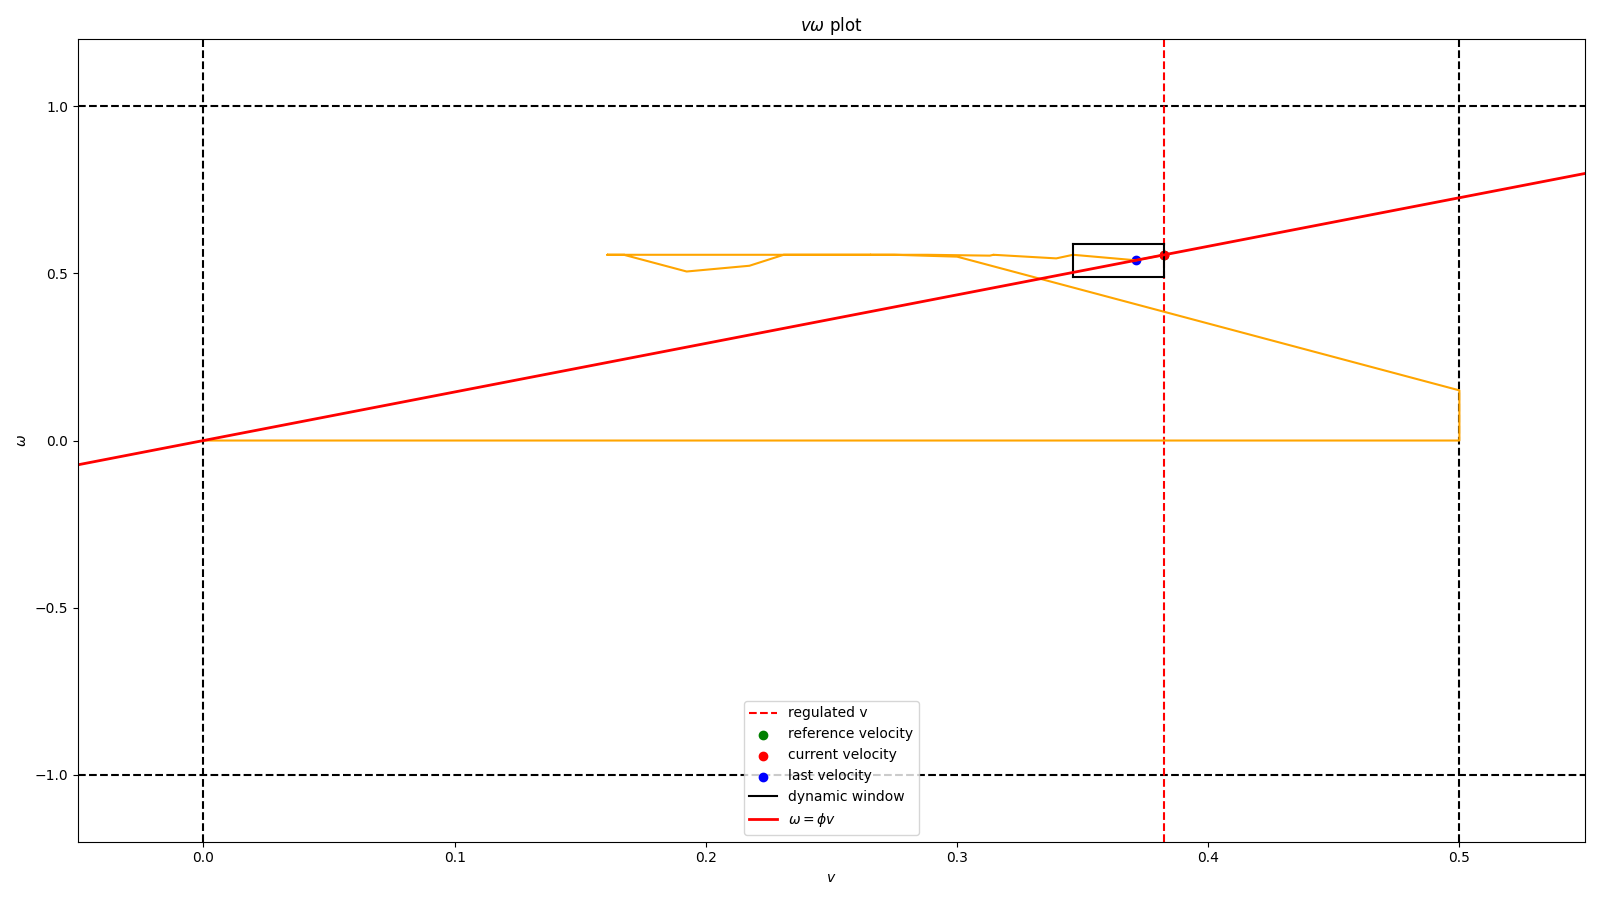 vω plot
1.0
0.5
0.0
−0.5
−1.0
ω
0.0 0.1 0.2 0.3 0.4 0.5
v
regulated v
reference velocity
current velocity
last velocity
dynamic window
ω = ϕv